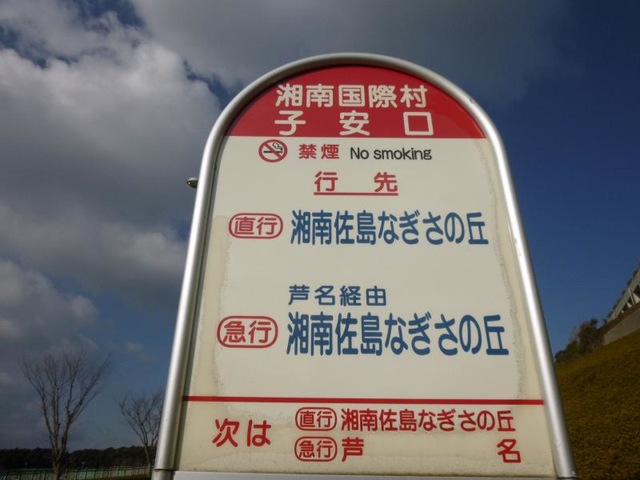 湘南国際村
子安口
禁煙 No smoking
行先
直行 湘南佐島なぎさの丘
芦名経由
急行 湘南佐島なぎさの丘
次は 直行 湘南佐島なぎさの丘
急行 芦名